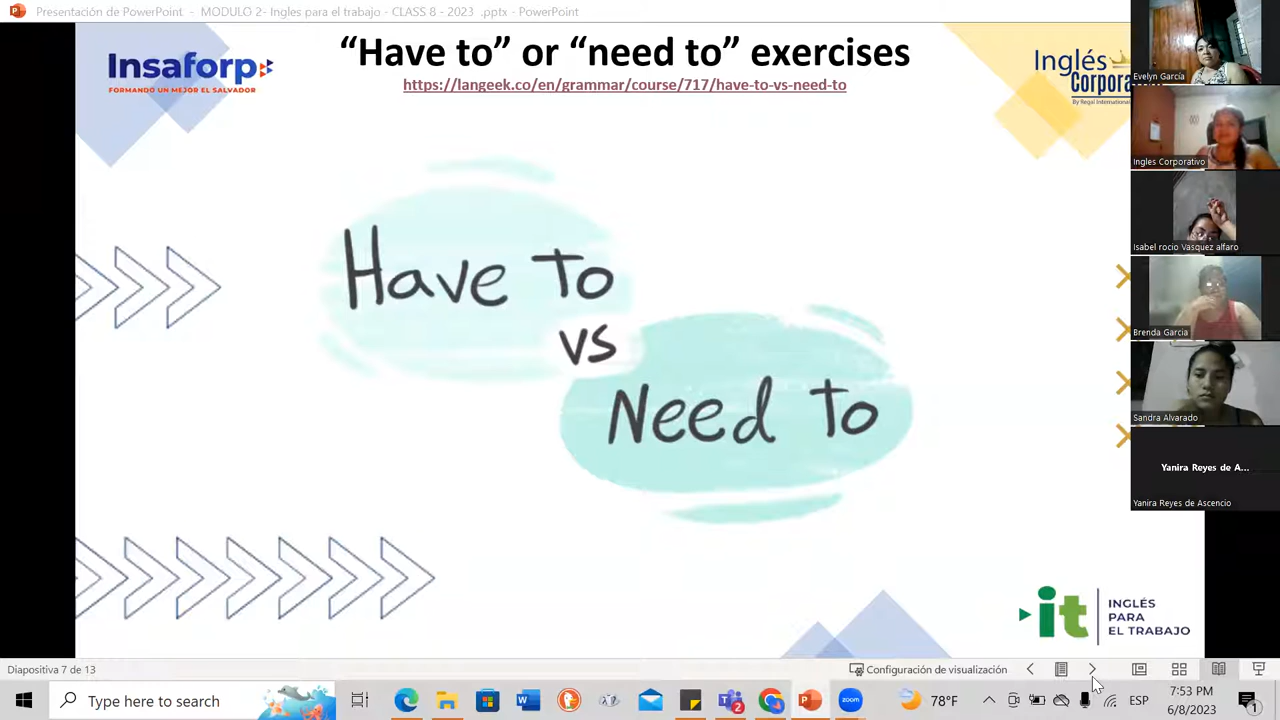 Presentación de PowerPoint - MODULO 2- Ingles para el trabajo - CLASS 8 - 2023 .pptx - PowerPoint
“Have to” or “need to” exercises
https://langeek.co/en/grammar/course/717/have-to-vs-need-to
Insaforp
FORMANDO UN MEJOR EL SALVADOR
Inglés
Corpora
By Regal International
Have To
vs
Need To
Evelyn García
Ingles Corporativo
Isabel rocio Vasquez alfaro
Brenda Garcia
Sandra Alvarado
Yanira Reyes de A...
Yanira Reyes de Ascencio
it
INGLÉS
PARA
EL TRABAJO
Diapositiva 7 de 13
Configuración de visualización
Type here to search
78°F
ESP
7:53 PM
6/8/2023